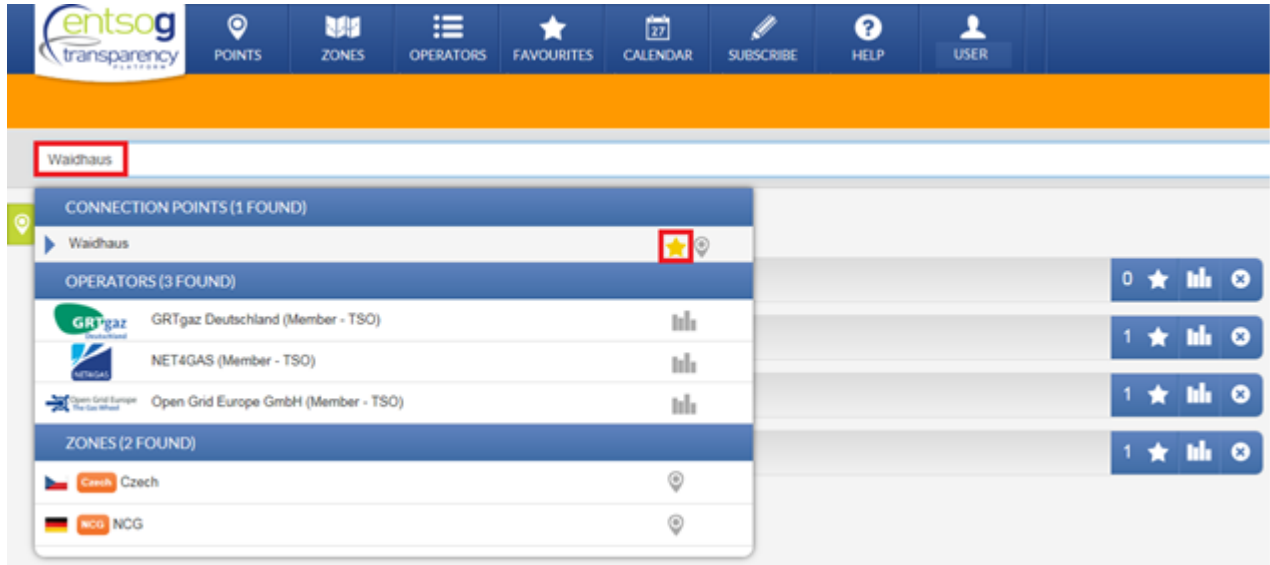 entsog
transparency
PLATFORM
POINTS
ZONES
OPERATORS
FAVOURITES
27
CALENDAR
SUBSCRIBE
?
HELP
USER
Waidhaus
CONNECTION POINTS (1 FOUND)
Waidhaus
OPERATORS (3 FOUND)
GRTgaz
Deutschland
GRTgaz Deutschland (Member - TSO)
NET4GAS
NET4GAS (Member - TSO)
Open Grid Europe
The Gas Wheel
Open Grid Europe GmbH (Member - TSO)
ZONES (2 FOUND)
Czech Czech
NCG NCG
0
1
1
1